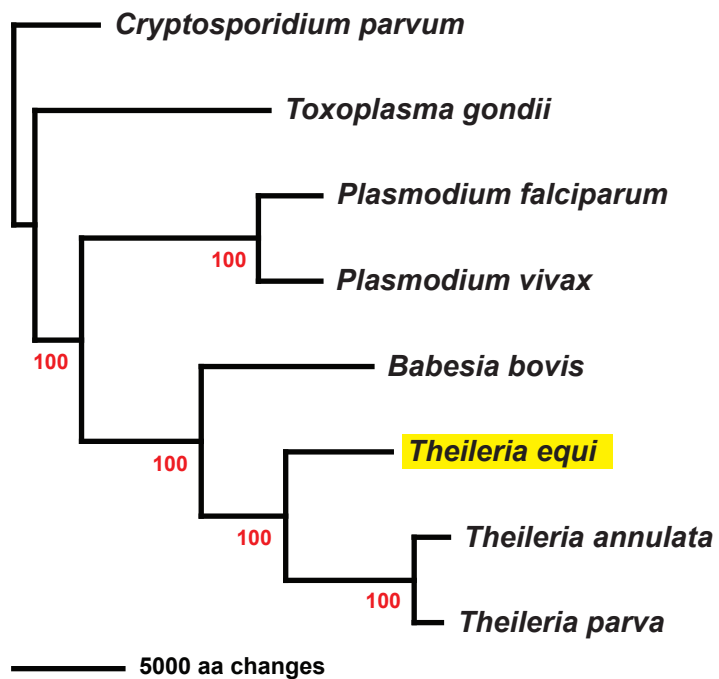 Cryptosporidium parvum
Toxoplasma gondii
Plasmodium falciparum
100
Plasmodium vivax
100
Babesia bovis
100
Theileria equi
100
Theileria annulata
100
Theileria parva
5000 aa changes